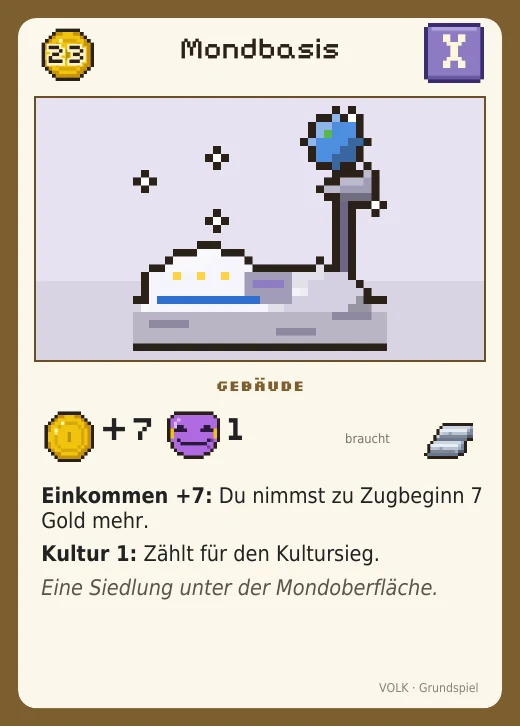 23
Mondbasis
X
GEBÄUDE
+7 1
braucht
Einkommen +7: Du nimmst zu Zugbeginn 7
Gold mehr.
Kultur 1: Zählt für den Kultursieg.
Eine Siedlung unter der Mondoberfläche.
VOLK · Grundspiel